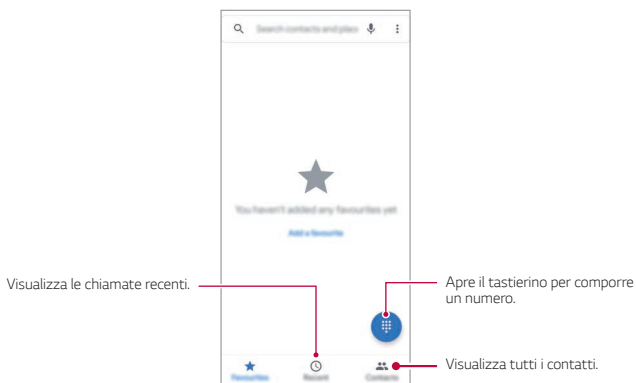 Search contacts and place
You haven't added any favourites yet
Add a favourite
Visualizza le chiamate recenti.
Apre il tastierino per comporre
un numero.
Visualizza tutti i contatti.
Favourites
Recent
Contacts